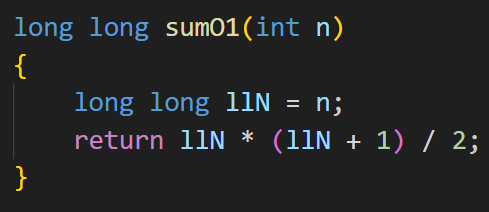 long long sumO1(int n)
{
    long long llN = n;
    return llN * (llN + 1) / 2;
}